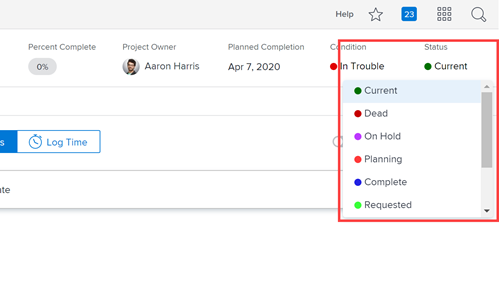 Help 23
Percent Complete Project Owner Planned Completion Condition Status
0% Aaron Harris Apr 7, 2020 In Trouble Current
Current
Dead
s Log Time On Hold
Planning
ate Complete
Requested